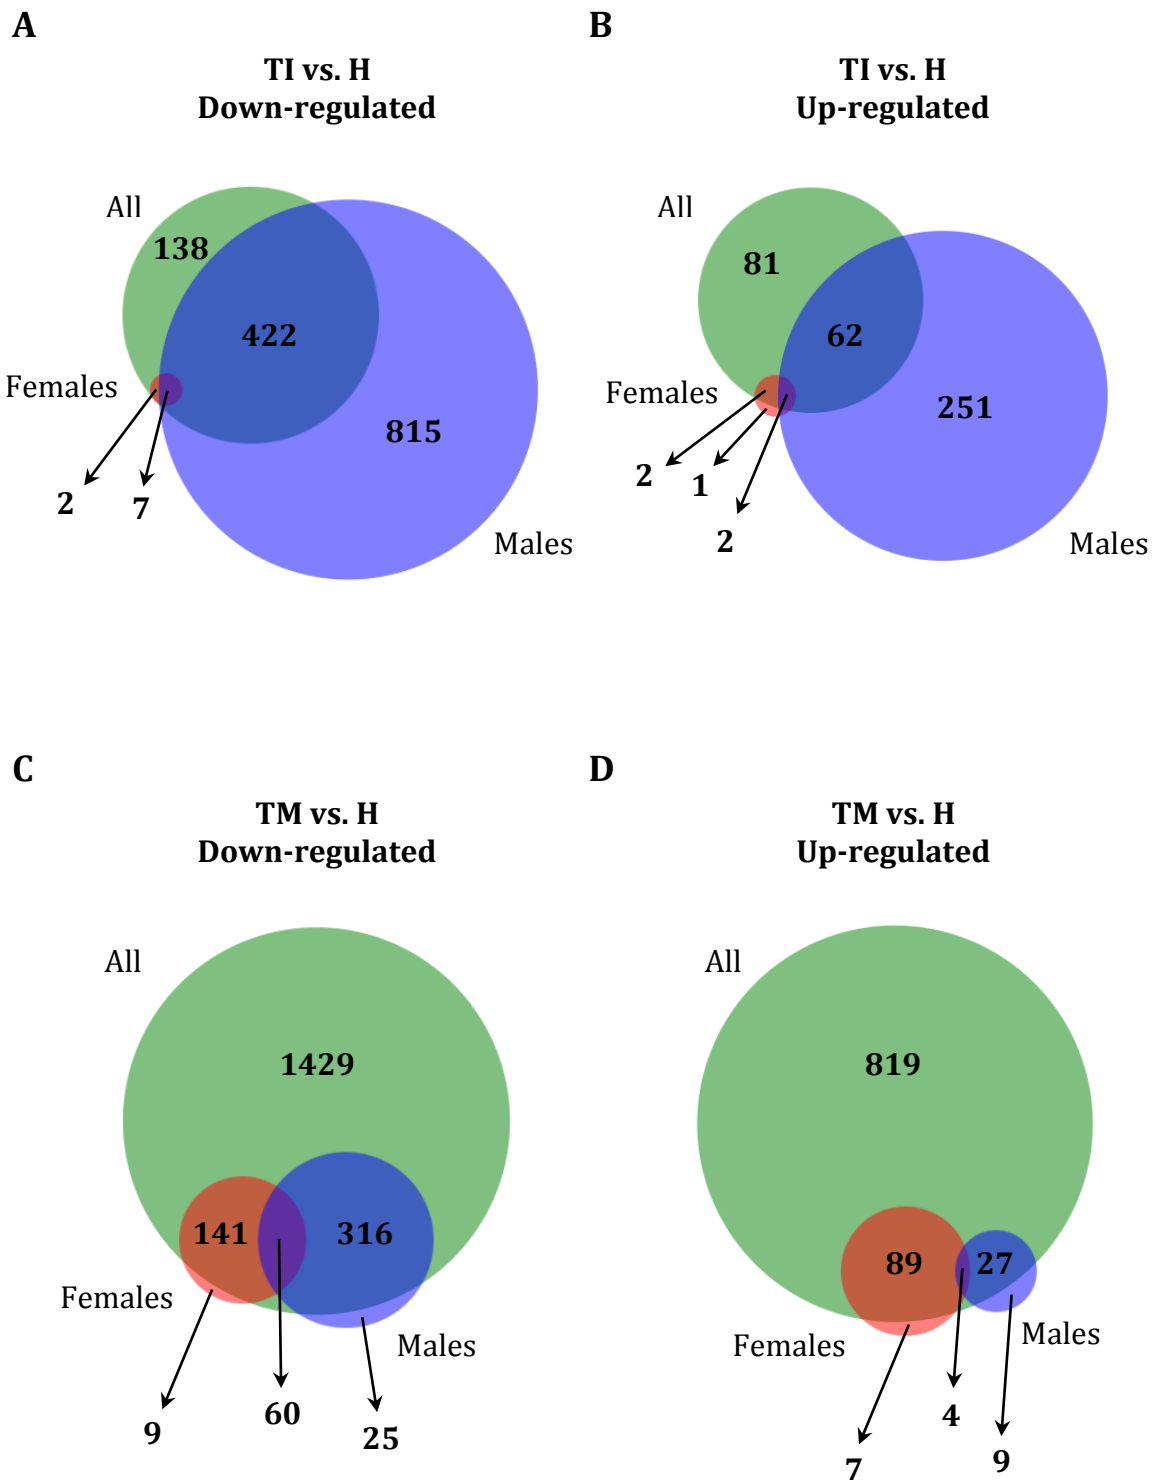 A
TI vs. H
Down-regulated
All
138
422
Females
815
2
7
Males
B
TI vs. H
Up-regulated
All
81
62
Females
251
2
1
2
Males
C
TM vs. H
Down-regulated
All
1429
141
316
Females
Males
9
60
25
D
TM vs. H
Up-regulated
All
819
89
27
Females
Males
4
9
7